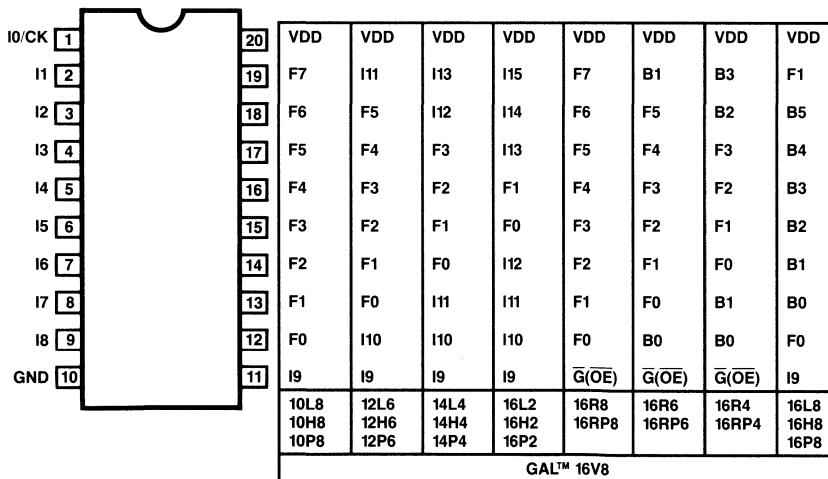 I0/CK 1 20 VDD VDD VDD VDD VDD VDD VDD VDD
I1 2 19 F7 I11 I13 I15 F7 B1 B3 F1
I2 3 18 F6 F5 I12 I14 F6 F5 B2 B5
I3 4 17 F5 F4 F3 I13 F5 F4 F3 B4
I4 5 16 F4 F3 F2 F1 F4 F3 F2 B3
I5 6 15 F3 F2 F1 F0 F3 F2 F1 B2
I6 7 14 F2 F1 F0 I12 F2 F1 F0 B1
I7 8 13 F1 F0 I11 I11 F1 F0 B1 B0
I8 9 12 F0 I10 I10 I10 F0 B0 B0 F0
GND 10 11 I9 I9 I9 I9 G̅(O̅E̅) G̅(O̅E̅) G̅(O̅E̅) I9
10L8 12L6 14L4 16L2 16R8 16R6 16R4 16L8
10H8 12H6 14H4 16H2 16RP8 16RP6 16RP4 16H8
10P8 12P6 14P4 16P2 16P8
GAL™ 16V8